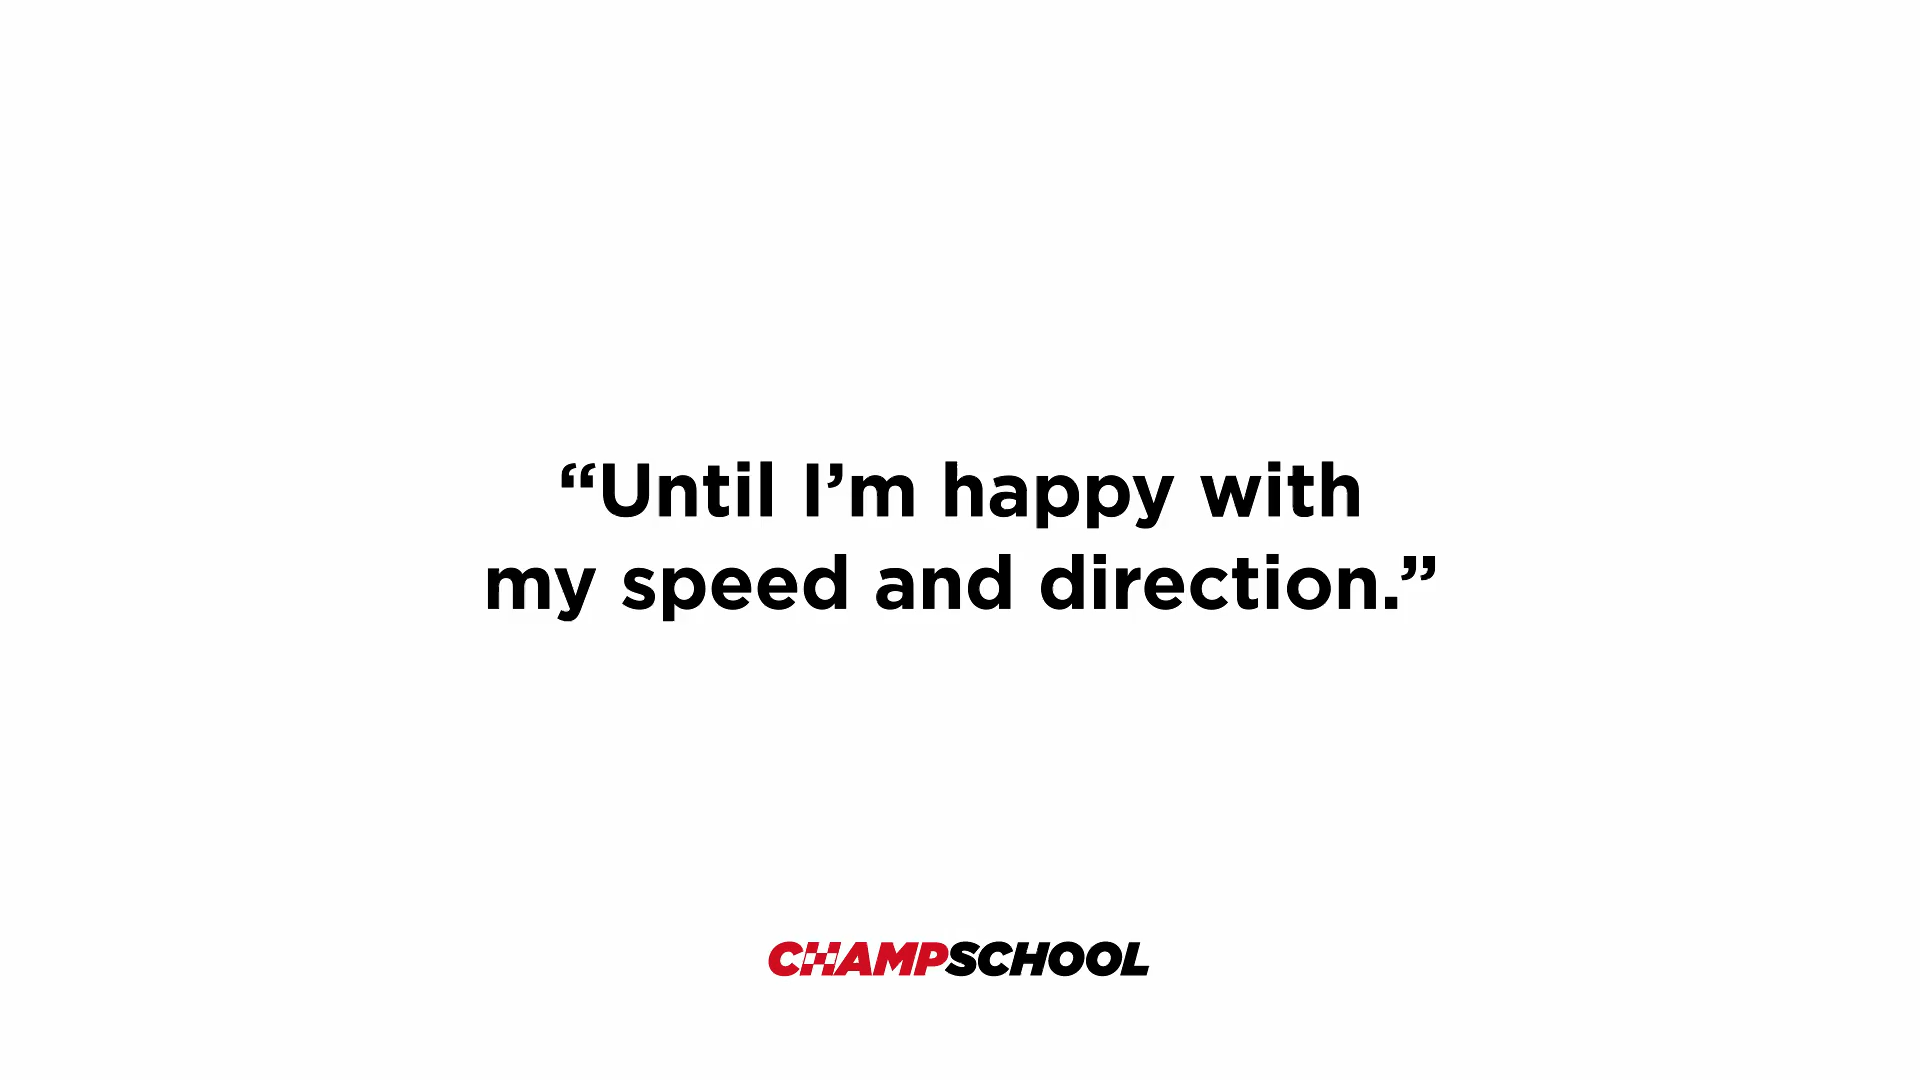 “Until I’m happy with
my speed and direction.”
CHAMPSCHOOL